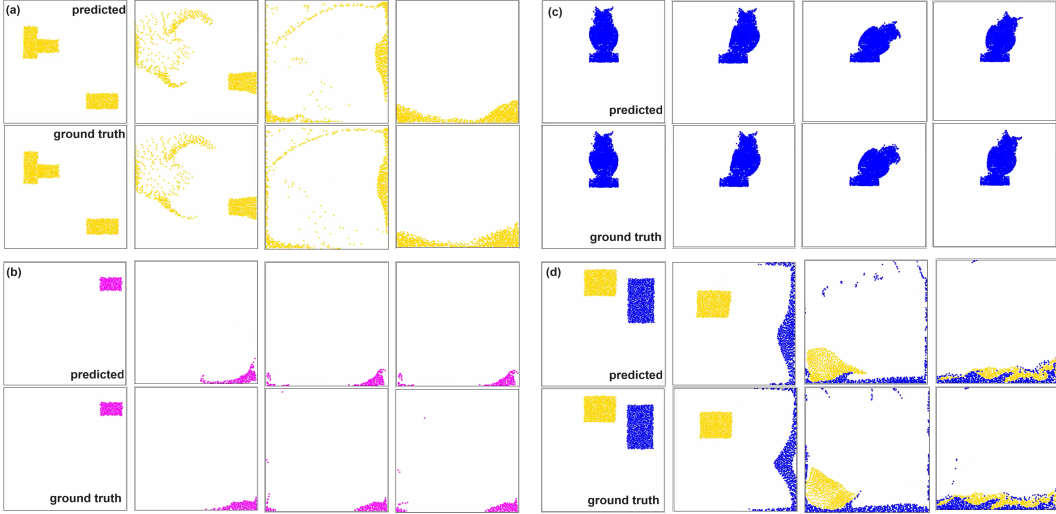 (a)
predicted
ground truth
(b)
predicted
ground truth
(c)
predicted
ground truth
(d)
predicted
ground truth